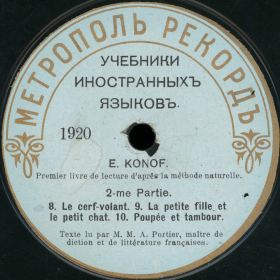 МЕТРОПОЛЬ РЕКОРДЪ
УЧЕБНИКИ
ИНОСТРАННЫХЪ
ЯЗЫКОВЪ.
1920
E. KONOF.
Premier livre de lecture d'après la méthode naturelle.
2-me Partie.
8. Le cerf-volant. 9. La petite fille et
le petit chat. 10. Poupée et tambour.
Texte lu par M. M. A. Portier, maître de
diction et de littérature françaises.